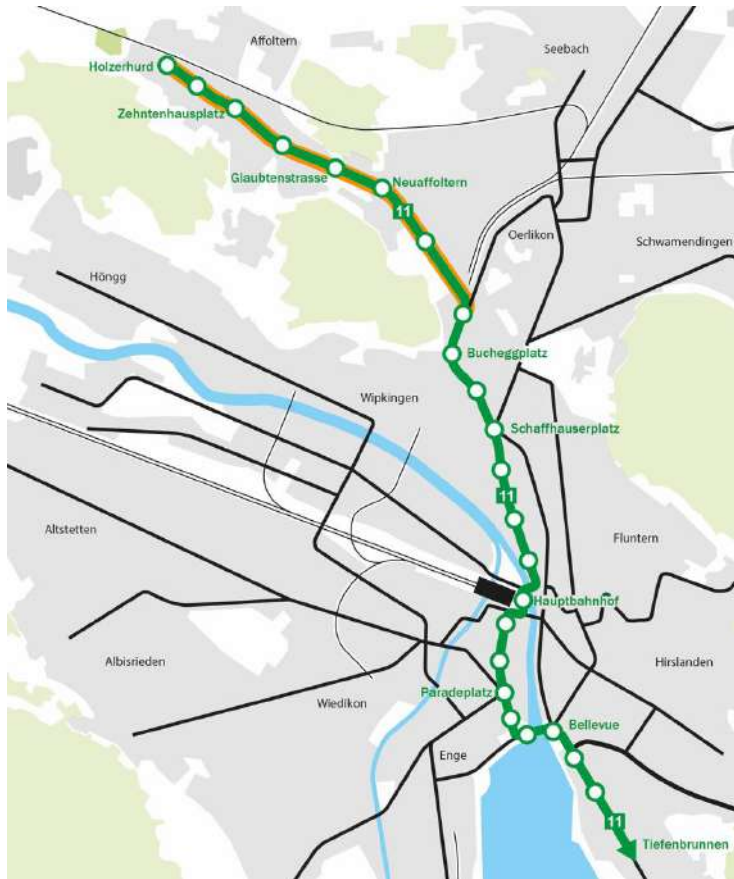 Affoltern
Seebach
Holzerhurd
Zehntenhausplatz
Glaubtenstrasse
Neuaffoltern
11
Oerlikon
Schwamendingen
Höngg
Bucheggplatz
Wipkingen
Schaffhauserplatz
11
Altstetten
Fluntern
Hauptbahnhof
Albisrieden
Hirslanden
Paradeplatz
Wiedikon
Bellevue
Enge
11
Tiefenbrunnen